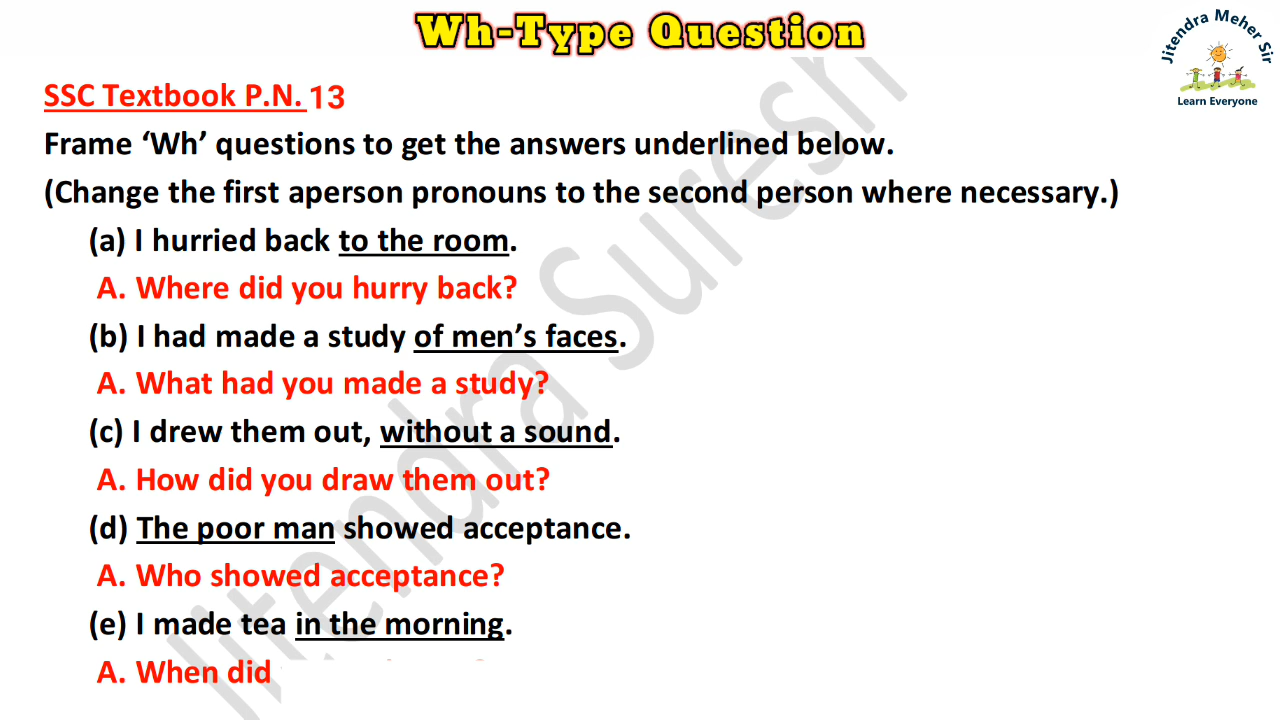 Wh-Type Question
Jitendra Meher Sir
Learn Everyone
SSC Textbook P.N. 13
Frame ‘Wh’ questions to get the answers underlined below.
(Change the first aperson pronouns to the second person where necessary.)
(a) I hurried back to the room.
A. Where did you hurry back?
(b) I had made a study of men’s faces.
A. What had you made a study?
(c) I drew them out, without a sound.
A. How did you draw them out?
(d) The poor man showed acceptance.
A. Who showed acceptance?
(e) I made tea in the morning.
A. When did
Jitendra Suresh